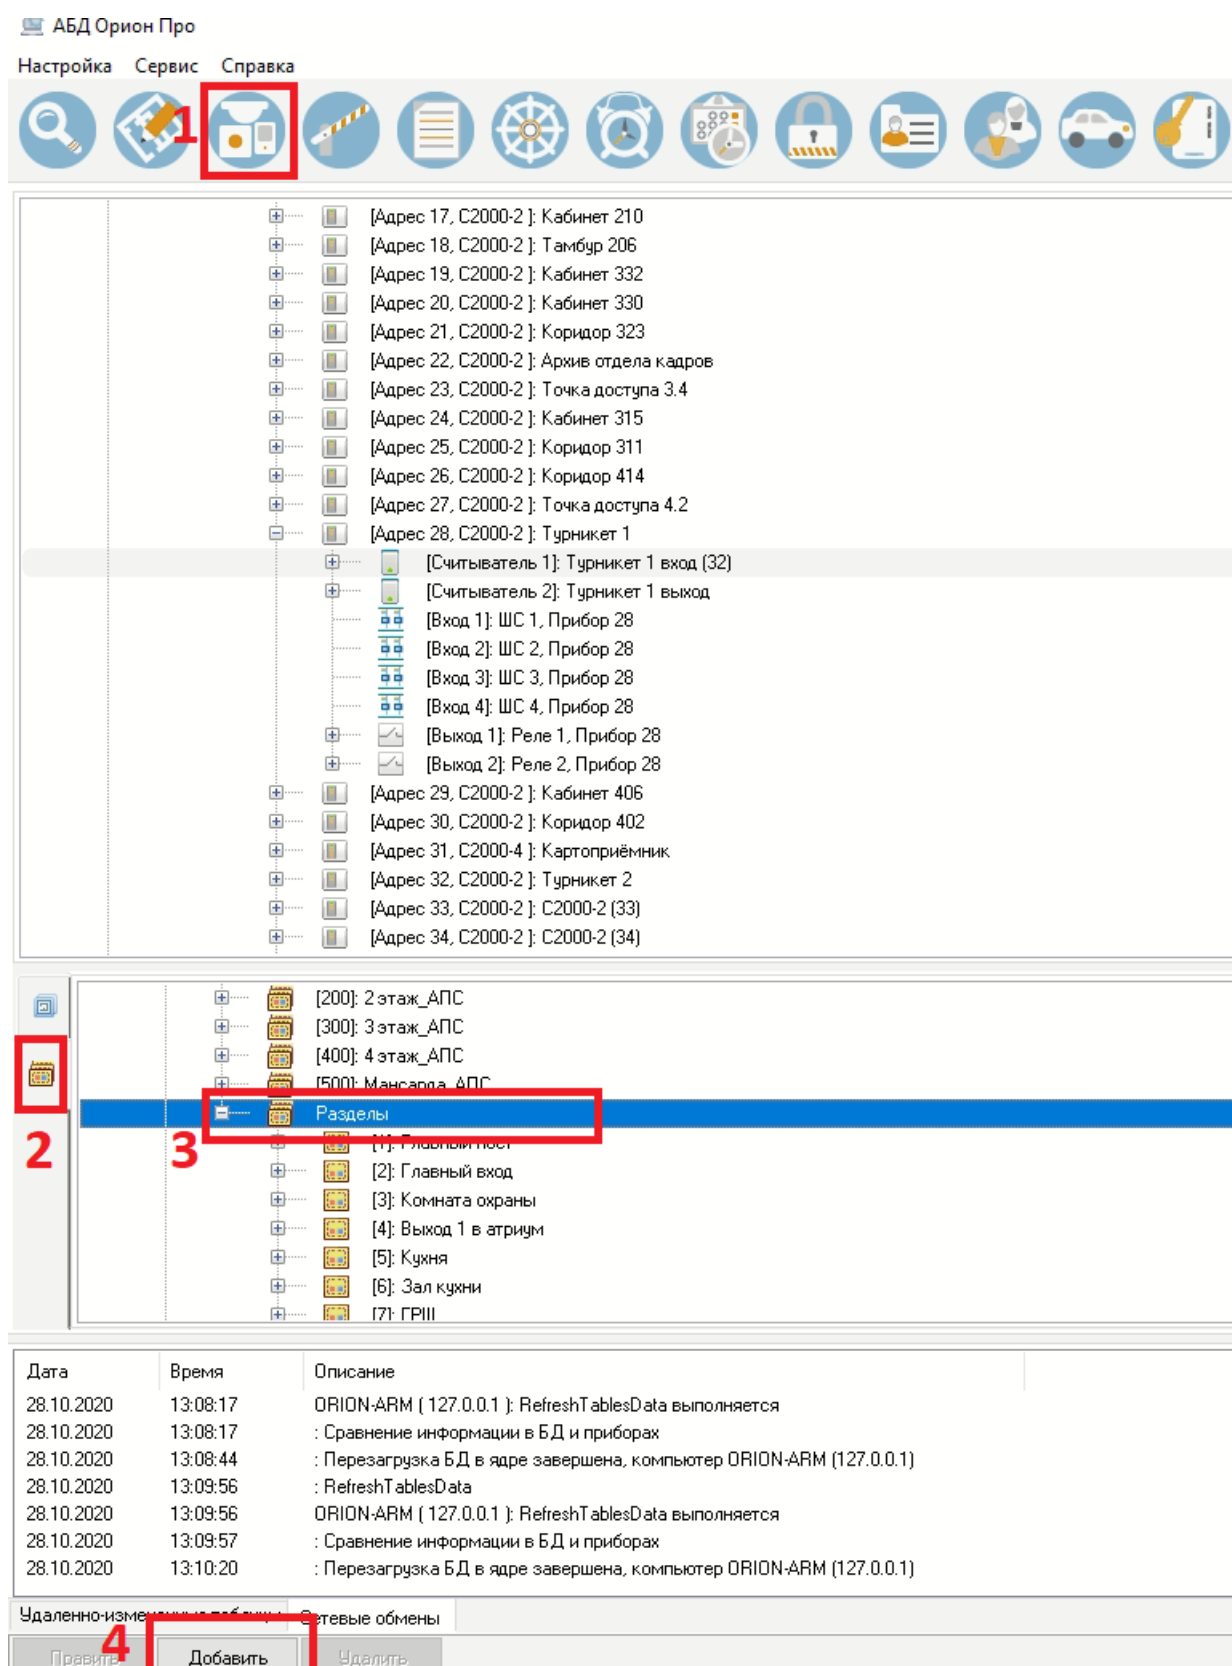 АБД Орион Про
Настройка Сервис Справка
1
[Адрес 17, С2000-2 ]: Кабинет 210
[Адрес 18, С2000-2 ]: Тамбур 206
[Адрес 19, С2000-2 ]: Кабинет 332
[Адрес 20, С2000-2 ]: Кабинет 330
[Адрес 21, С2000-2 ]: Коридор 323
[Адрес 22, С2000-2 ]: Архив отдела кадров
[Адрес 23, С2000-2 ]: Точка доступа 3.4
[Адрес 24, С2000-2 ]: Кабинет 315
[Адрес 25, С2000-2 ]: Коридор 311
[Адрес 26, С2000-2 ]: Коридор 414
[Адрес 27, С2000-2 ]: Точка доступа 4.2
[Адрес 28, С2000-2 ]: Турникет 1
[Считыватель 1]: Турникет 1 вход (32)
[Считыватель 2]: Турникет 1 выход
[Вход 1]: ШС 1, Прибор 28
[Вход 2]: ШС 2, Прибор 28
[Вход 3]: ШС 3, Прибор 28
[Вход 4]: ШС 4, Прибор 28
[Выход 1]: Реле 1, Прибор 28
[Выход 2]: Реле 2, Прибор 28
[Адрес 29, С2000-2 ]: Кабинет 406
[Адрес 30, С2000-2 ]: Коридор 402
[Адрес 31, С2000-4 ]: Картоприёмник
[Адрес 32, С2000-2 ]: Турникет 2
[Адрес 33, С2000-2 ]: С2000-2 (33)
[Адрес 34, С2000-2 ]: С2000-2 (34)
[200]: 2 этаж_АПС
[300]: 3 этаж_АПС
[400]: 4 этаж_АПС
[500]: Мансарда_АПС
Разделы
2
3
[1]: Главный пост
[2]: Главный вход
[3]: Комната охраны
[4]: Выход 1 в атриум
[5]: Кухня
[6]: Зал кухни
[7]: ГРЩ
Дата Время Описание
28.10.2020 13:08:17 ORION-ARM ( 127.0.0.1 ): RefreshTablesData выполняется
28.10.2020 13:08:17 : Сравнение информации в БД и приборах
28.10.2020 13:08:44 : Перезагрузка БД в ядре завершена, компьютер ORION-ARM (127.0.0.1)
28.10.2020 13:09:56 : RefreshTablesData
28.10.2020 13:09:56 ORION-ARM ( 127.0.0.1 ): RefreshTablesData выполняется
28.10.2020 13:09:57 : Сравнение информации в БД и приборах
28.10.2020 13:10:20 : Перезагрузка БД в ядре завершена, компьютер ORION-ARM (127.0.0.1)
Удаленно-измененные таблицы Сетевые обмены
4
Править Добавить Удалить